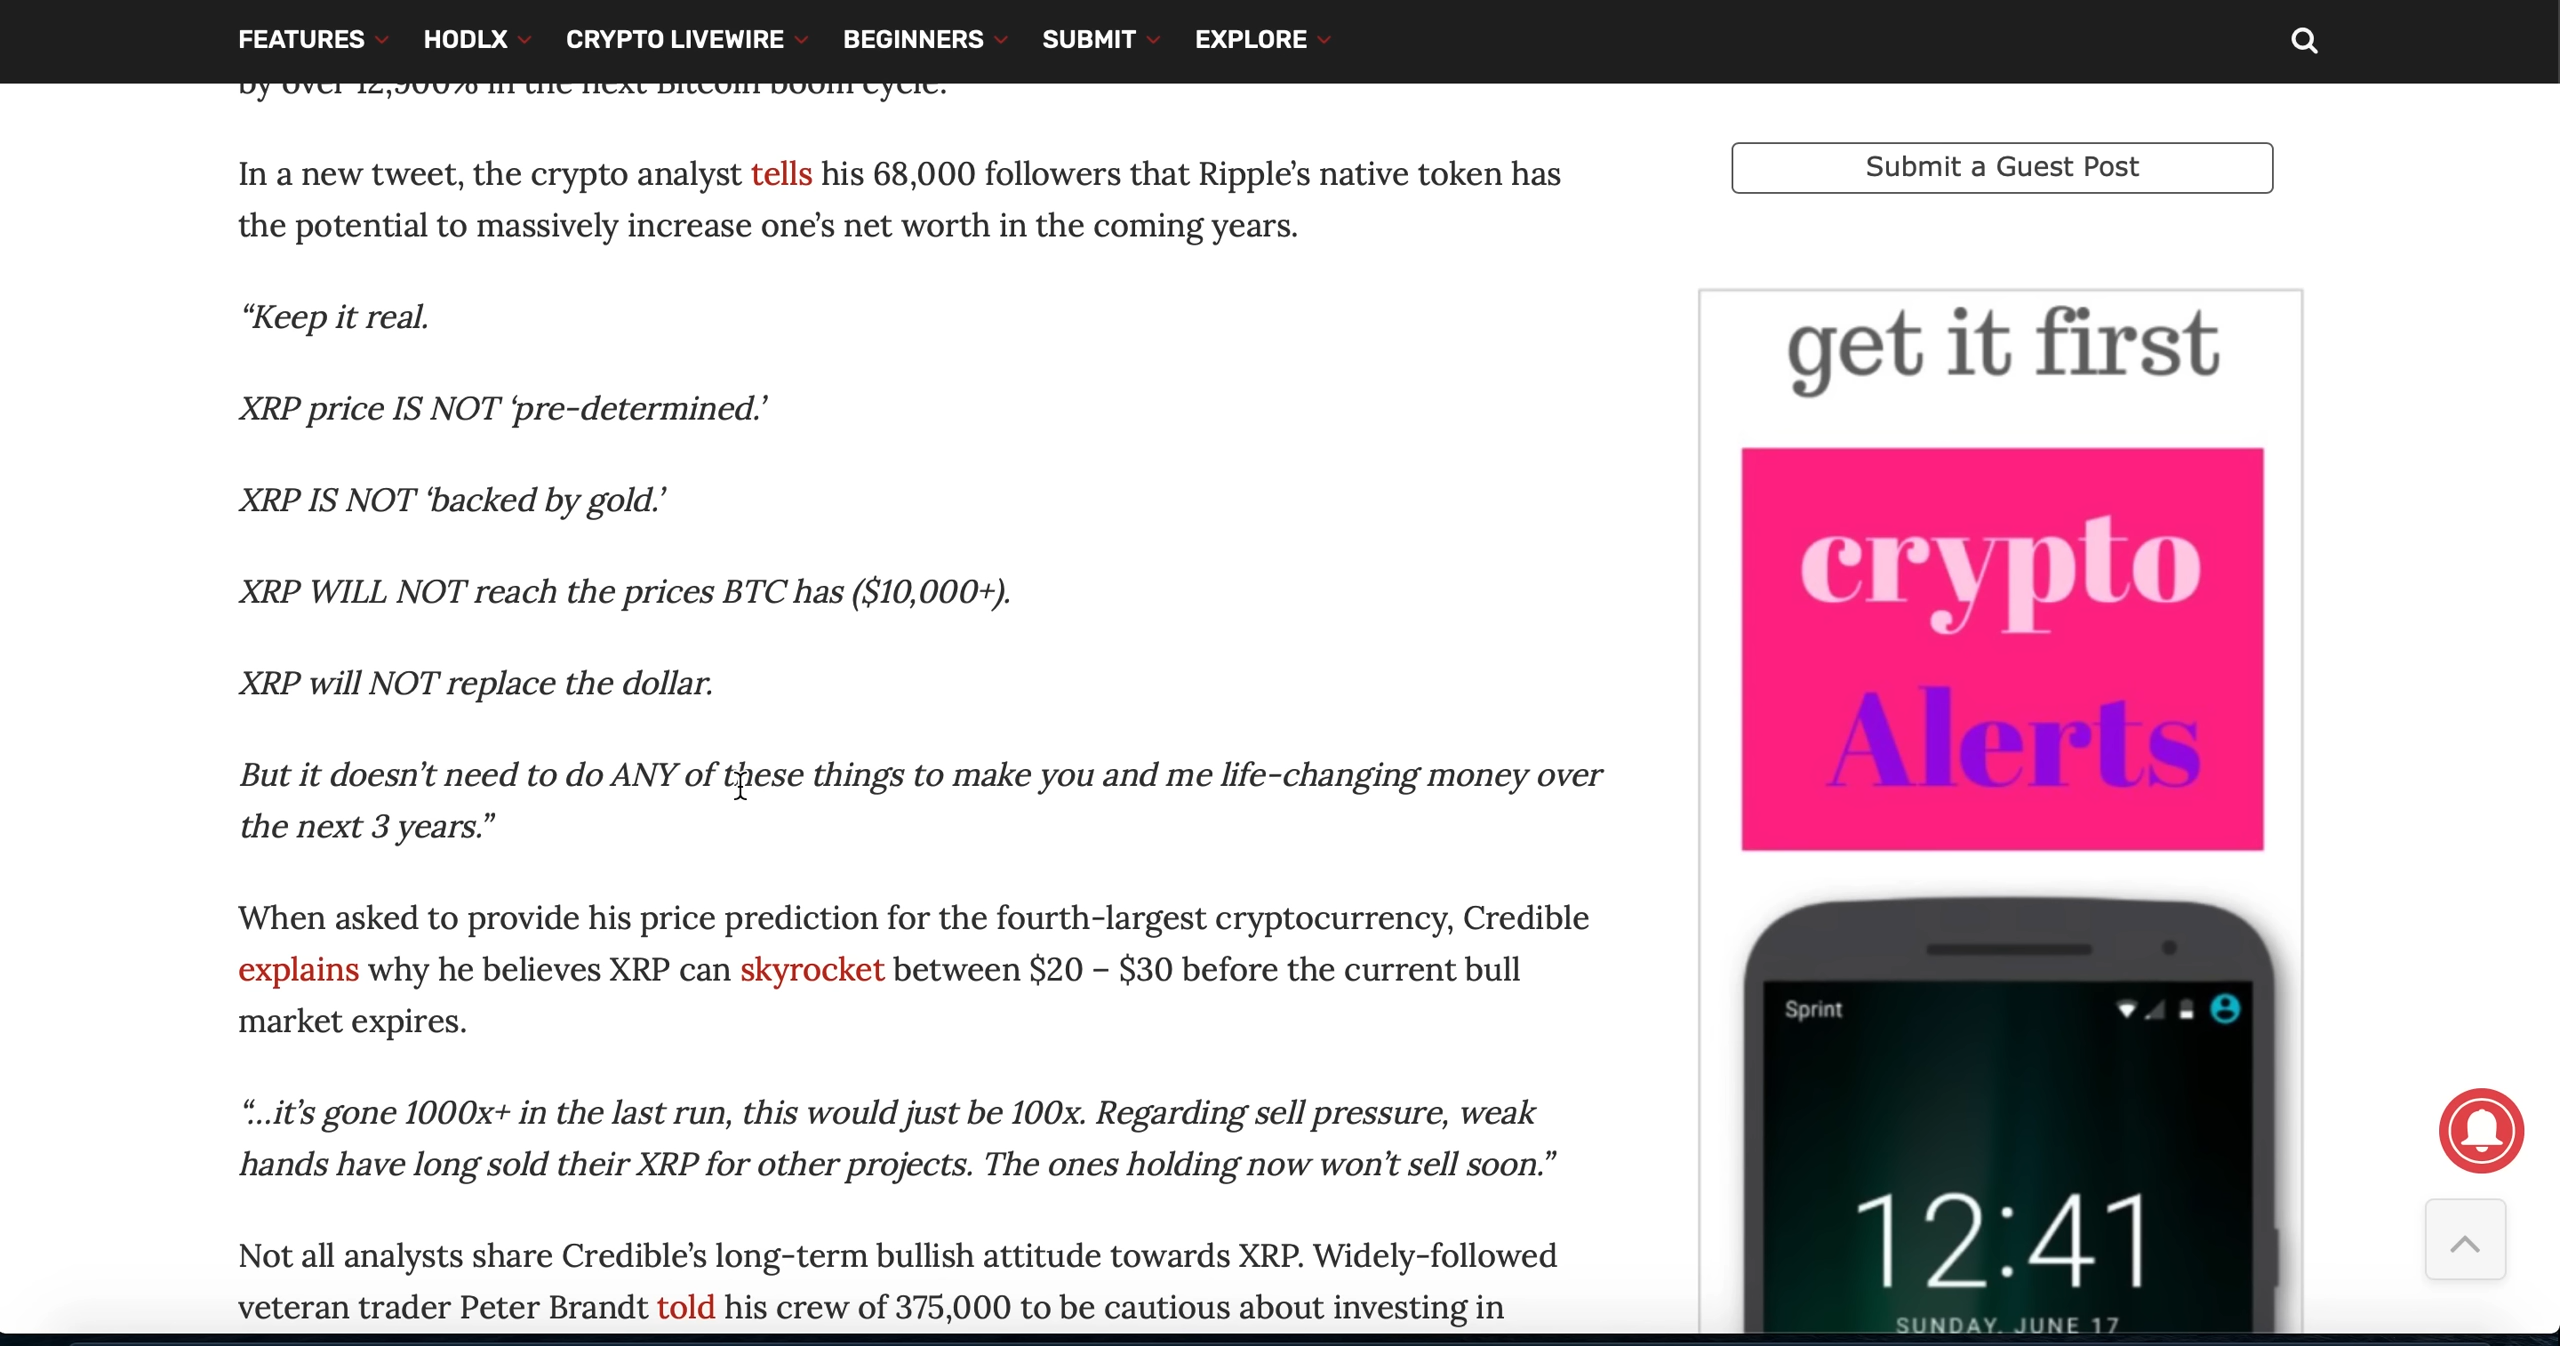 FEATURES HODLX CRYPTO LIVEWIRE BEGINNERS SUBMIT EXPLORE
by over 12,900% in the next Bitcoin boom cycle.
In a new tweet, the crypto analyst tells his 68,000 followers that Ripple’s native token has
the potential to massively increase one’s net worth in the coming years.
“Keep it real.
XRP price IS NOT ‘pre-determined.’
XRP IS NOT ‘backed by gold.’
XRP WILL NOT reach the prices BTC has ($10,000+).
XRP will NOT replace the dollar.
But it doesn’t need to do ANY of these things to make you and me life-changing money over
the next 3 years.”
When asked to provide his price prediction for the fourth-largest cryptocurrency, Credible
explains why he believes XRP can skyrocket between $20 – $30 before the current bull
market expires.
“…it’s gone 1000x+ in the last run, this would just be 100x. Regarding sell pressure, weak
hands have long sold their XRP for other projects. The ones holding now won’t sell soon.”
Not all analysts share Credible’s long-term bullish attitude towards XRP. Widely-followed
veteran trader Peter Brandt told his crew of 375,000 to be cautious about investing in
Submit a Guest Post
get it first
crypto
Alerts
Sprint
12:41
SUNDAY, JUNE 17